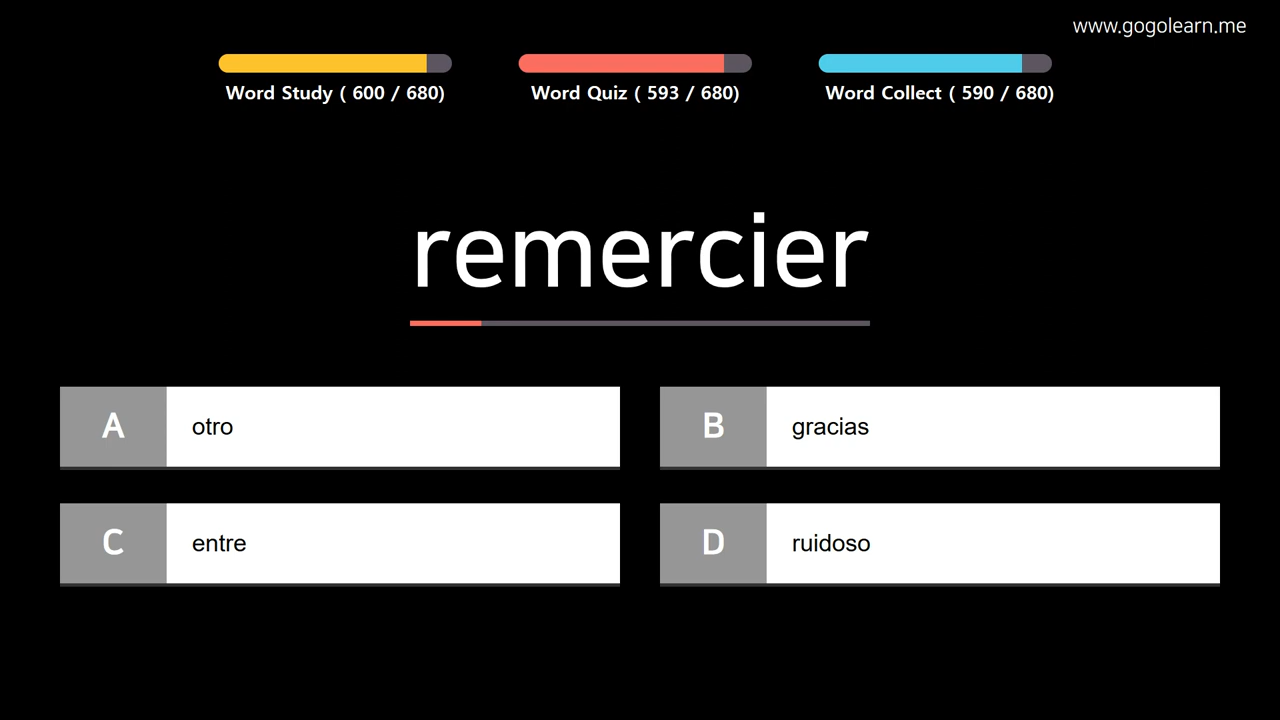 www.gogolearn.me
Word Study ( 600 / 680)
Word Quiz ( 593 / 680)
Word Collect ( 590 / 680)
remercier
A otro
B gracias
C entre
D ruidoso